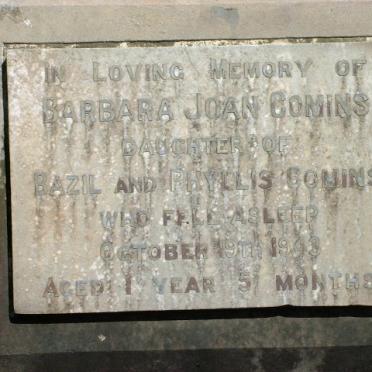 IN LOVING MEMORY OF
BARBARA JOAN COMINS
DAUGHTER OF
BAZIL AND PHYLLIS COMINS
WHO FELL ASLEEP
OCTOBER 19TH 1943
AGED 1 YEAR 5 MONTHS